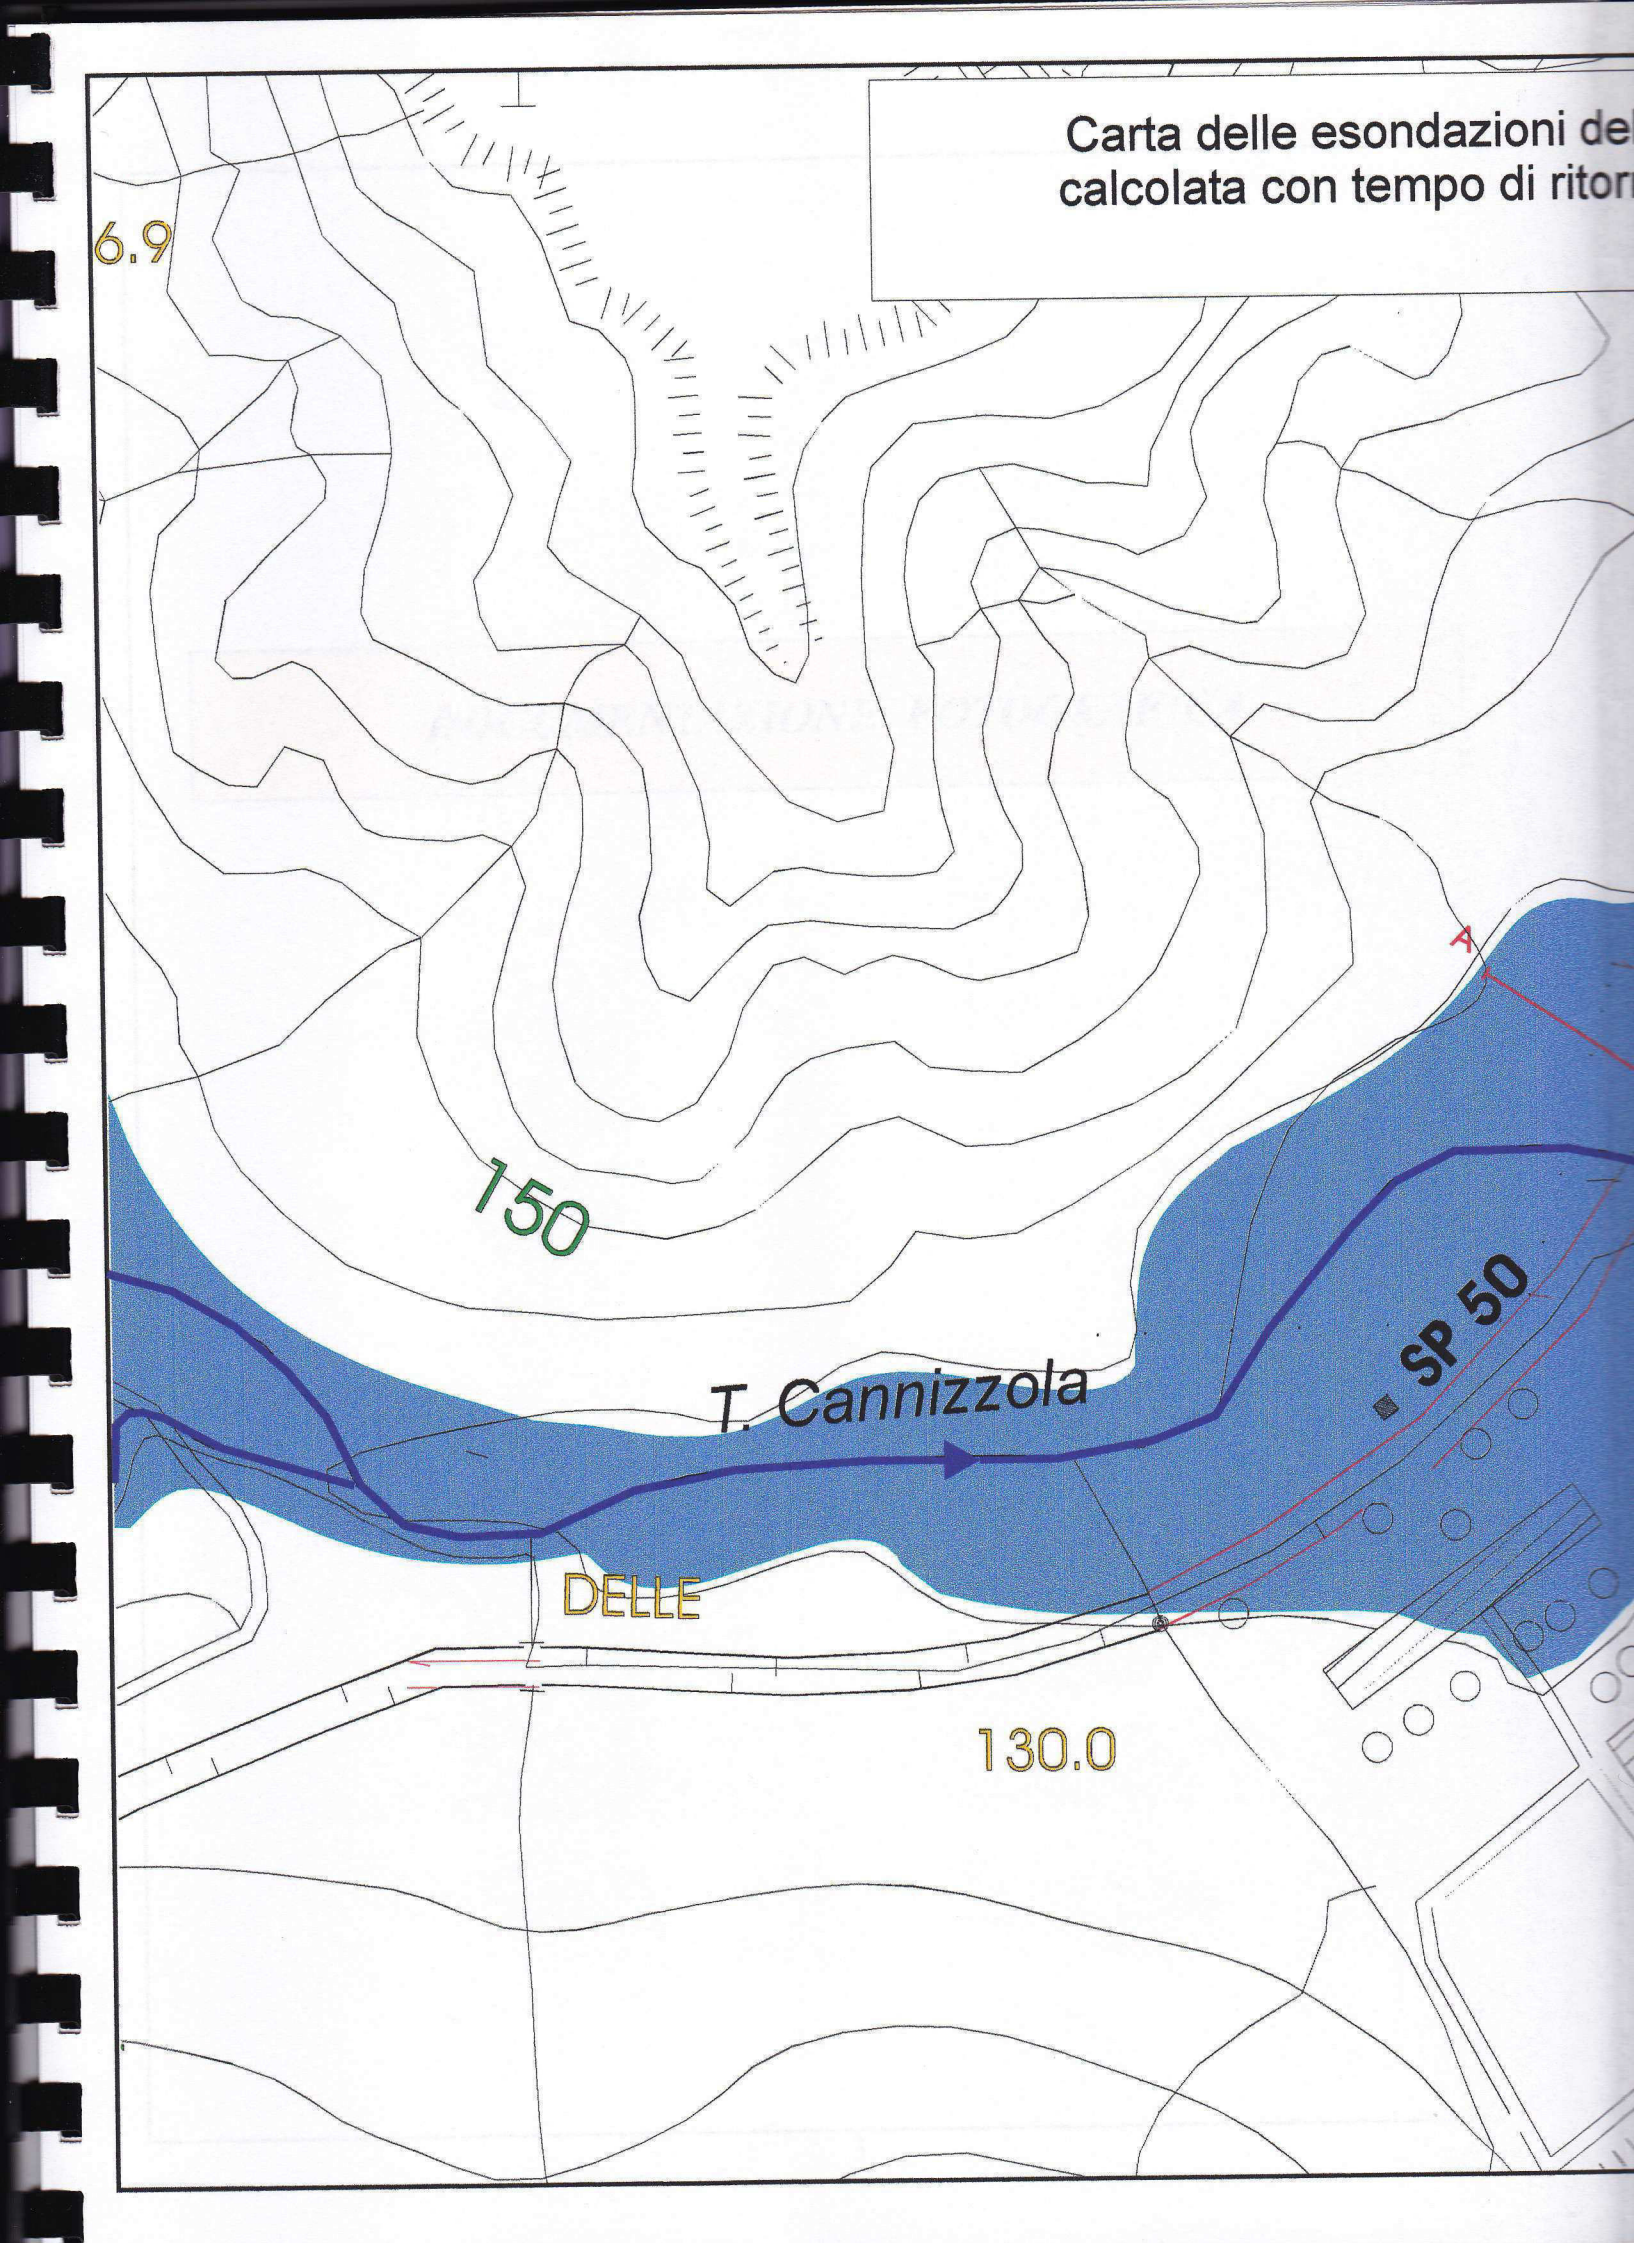 Carta delle esondazioni del
calcolata con tempo di ritor
6.9
A
150
SP 50
T. Cannizzola
DELLE
130.0